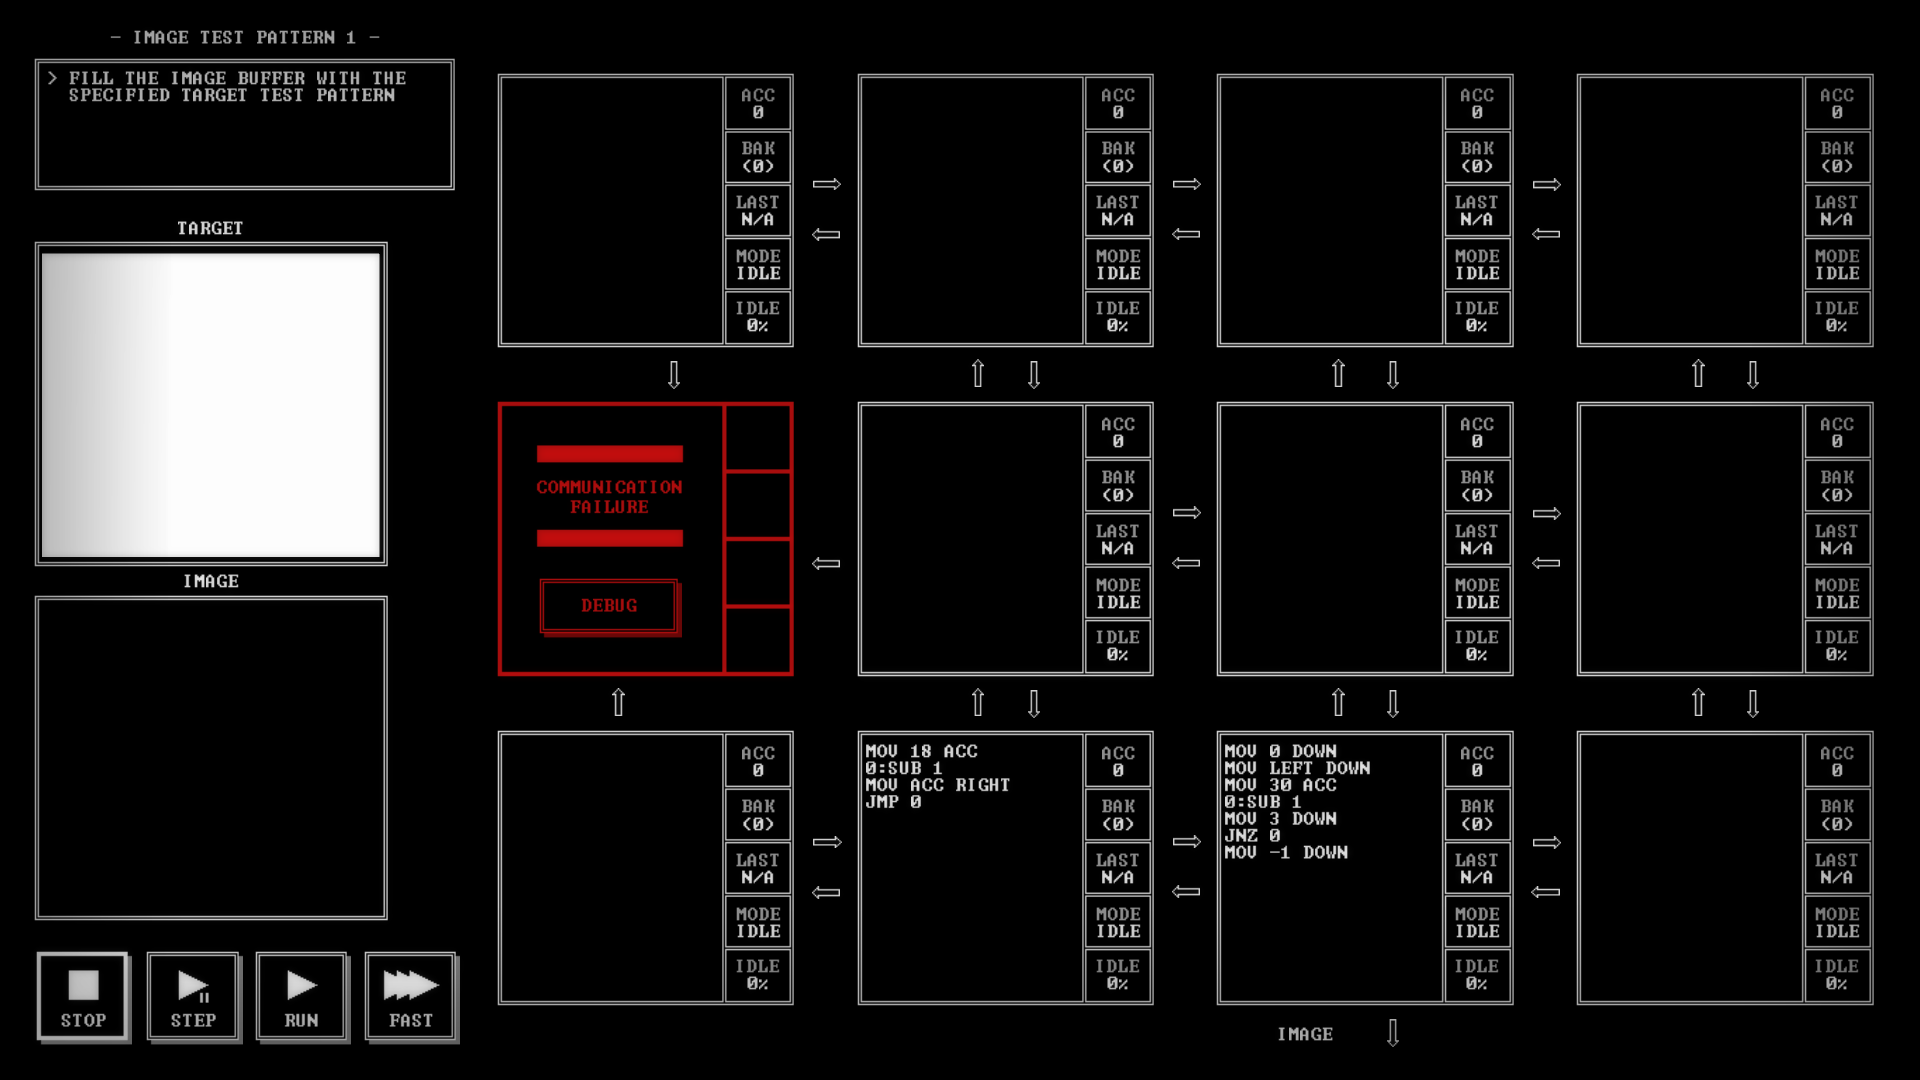 - IMAGE TEST PATTERN 1 -
> FILL THE IMAGE BUFFER WITH THE
SPECIFIED TARGET TEST PATTERN
TARGET
IMAGE
STOP
STEP
RUN
FAST
ACC
0
BAK
(0)
LAST
N/A
MODE
IDLE
IDLE
0%
ACC
0
BAK
(0)
LAST
N/A
MODE
IDLE
IDLE
0%
ACC
0
BAK
(0)
LAST
N/A
MODE
IDLE
IDLE
0%
ACC
0
BAK
(0)
LAST
N/A
MODE
IDLE
IDLE
0%
COMMUNICATION
FAILURE
DEBUG
ACC
0
BAK
(0)
LAST
N/A
MODE
IDLE
IDLE
0%
ACC
0
BAK
(0)
LAST
N/A
MODE
IDLE
IDLE
0%
ACC
0
BAK
(0)
LAST
N/A
MODE
IDLE
IDLE
0%
ACC
0
BAK
(0)
LAST
N/A
MODE
IDLE
IDLE
0%
MOV 18 ACC
0:SUB 1
MOV ACC RIGHT
JMP 0
ACC
0
BAK
(0)
LAST
N/A
MODE
IDLE
IDLE
0%
MOV 0 DOWN
MOV LEFT DOWN
MOV 30 ACC
0:SUB 1
MOV 3 DOWN
JNZ 0
MOV -1 DOWN
ACC
0
BAK
(0)
LAST
N/A
MODE
IDLE
IDLE
0%
ACC
0
BAK
(0)
LAST
N/A
MODE
IDLE
IDLE
0%
IMAGE